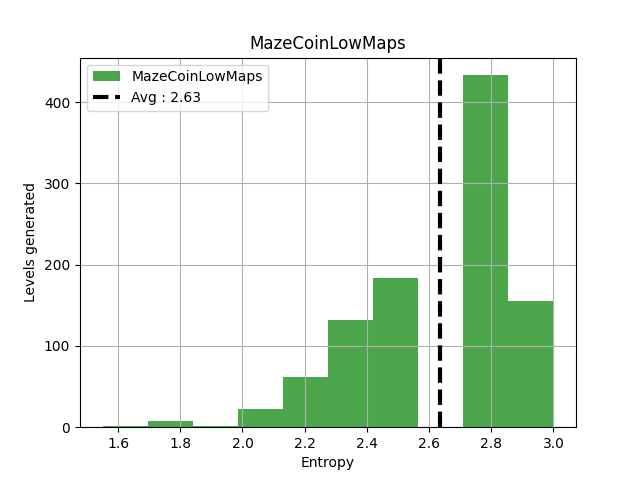 MazeCoinLowMaps
MazeCoinLowMaps
Avg : 2.63
Levels generated
400
300
200
100
0
1.6 1.8 2.0 2.2 2.4 2.6 2.8 3.0
Entropy